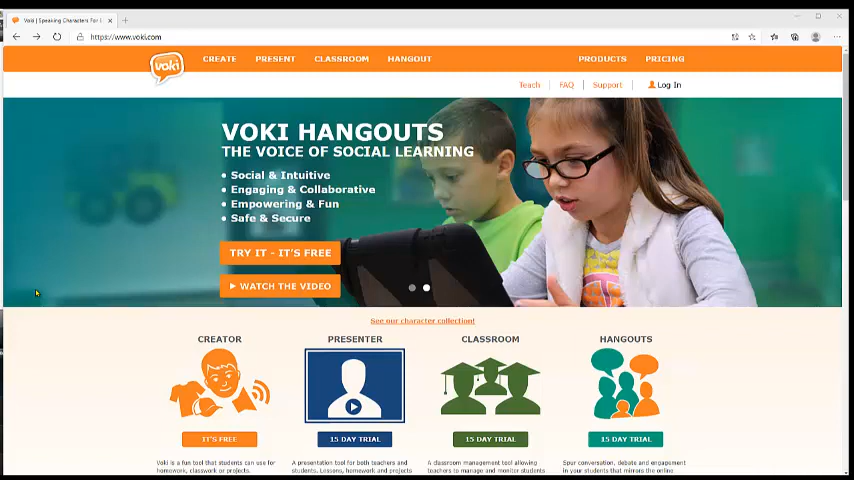 Voki | Speaking Characters For
https://www.voki.com
voki
CREATE PRESENT CLASSROOM HANGOUT PRODUCTS PRICING
Teach | FAQ | Support | Log In
VOKI HANGOUTS
THE VOICE OF SOCIAL LEARNING
• Social & Intuitive
• Engaging & Collaborative
• Empowering & Fun
• Safe & Secure
TRY IT - IT'S FREE
WATCH THE VIDEO
See our character collection!
CREATOR PRESENTER CLASSROOM HANGOUTS
IT'S FREE 15 DAY TRIAL 15 DAY TRIAL 15 DAY TRIAL
Voki is a fun tool that students can use for
homework, classwork or projects.
A presentation tool for both teachers and
students. Lessons, homework and projects
A classroom management tool allowing
teachers to manage and monitor students
Spur conversation, debate and engagement
in your students that mirrors the online